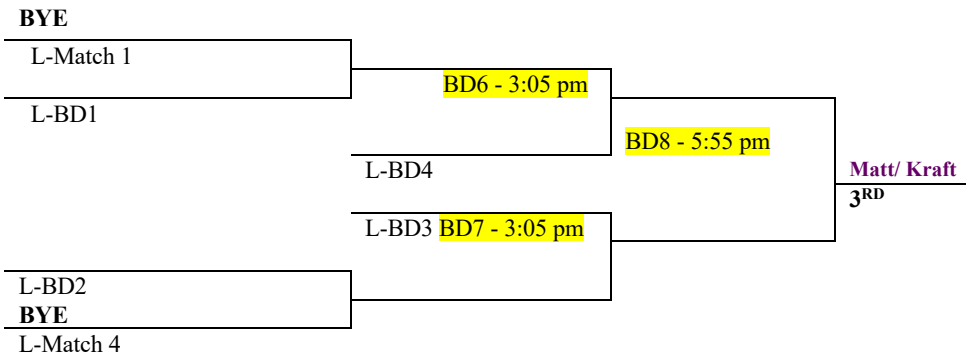 BYE
L-Match 1
BD6 - 3:05 pm
L-BD1
BD8 - 5:55 pm
L-BD4
Matt/ Kraft
3RD
L-BD3 BD7 - 3:05 pm
L-BD2
BYE
L-Match 4